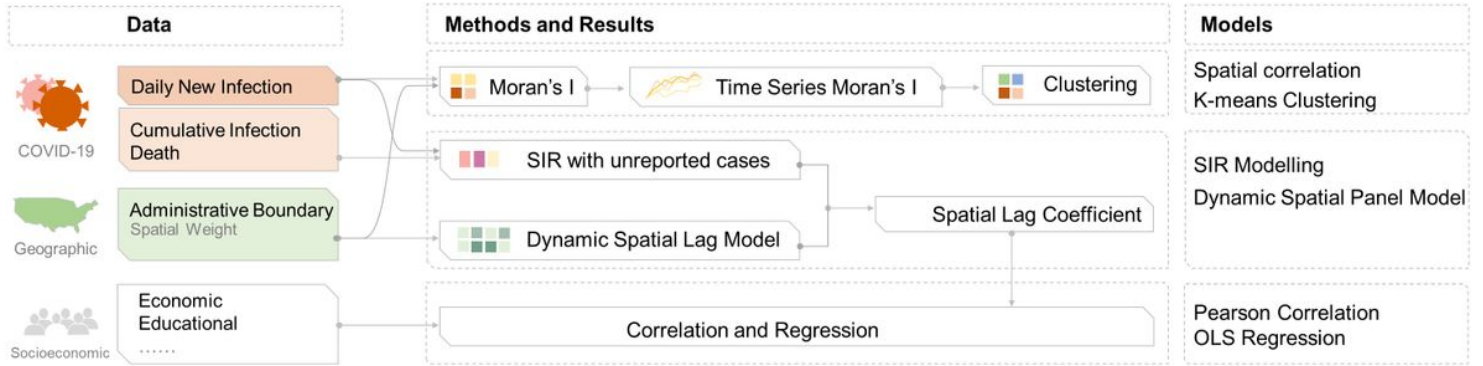 Data
Methods and Results
Models
COVID-19
Daily New Infection
Cumulative Infection
Death
Geographic
Administrative Boundary
Spatial Weight
Socioeconomic
Economic
Educational
......
Moran's I
Time Series Moran's I
Clustering
SIR with unreported cases
Dynamic Spatial Lag Model
Spatial Lag Coefficient
Correlation and Regression
Spatial correlation
K-means Clustering
SIR Modelling
Dynamic Spatial Panel Model
Pearson Correlation
OLS Regression